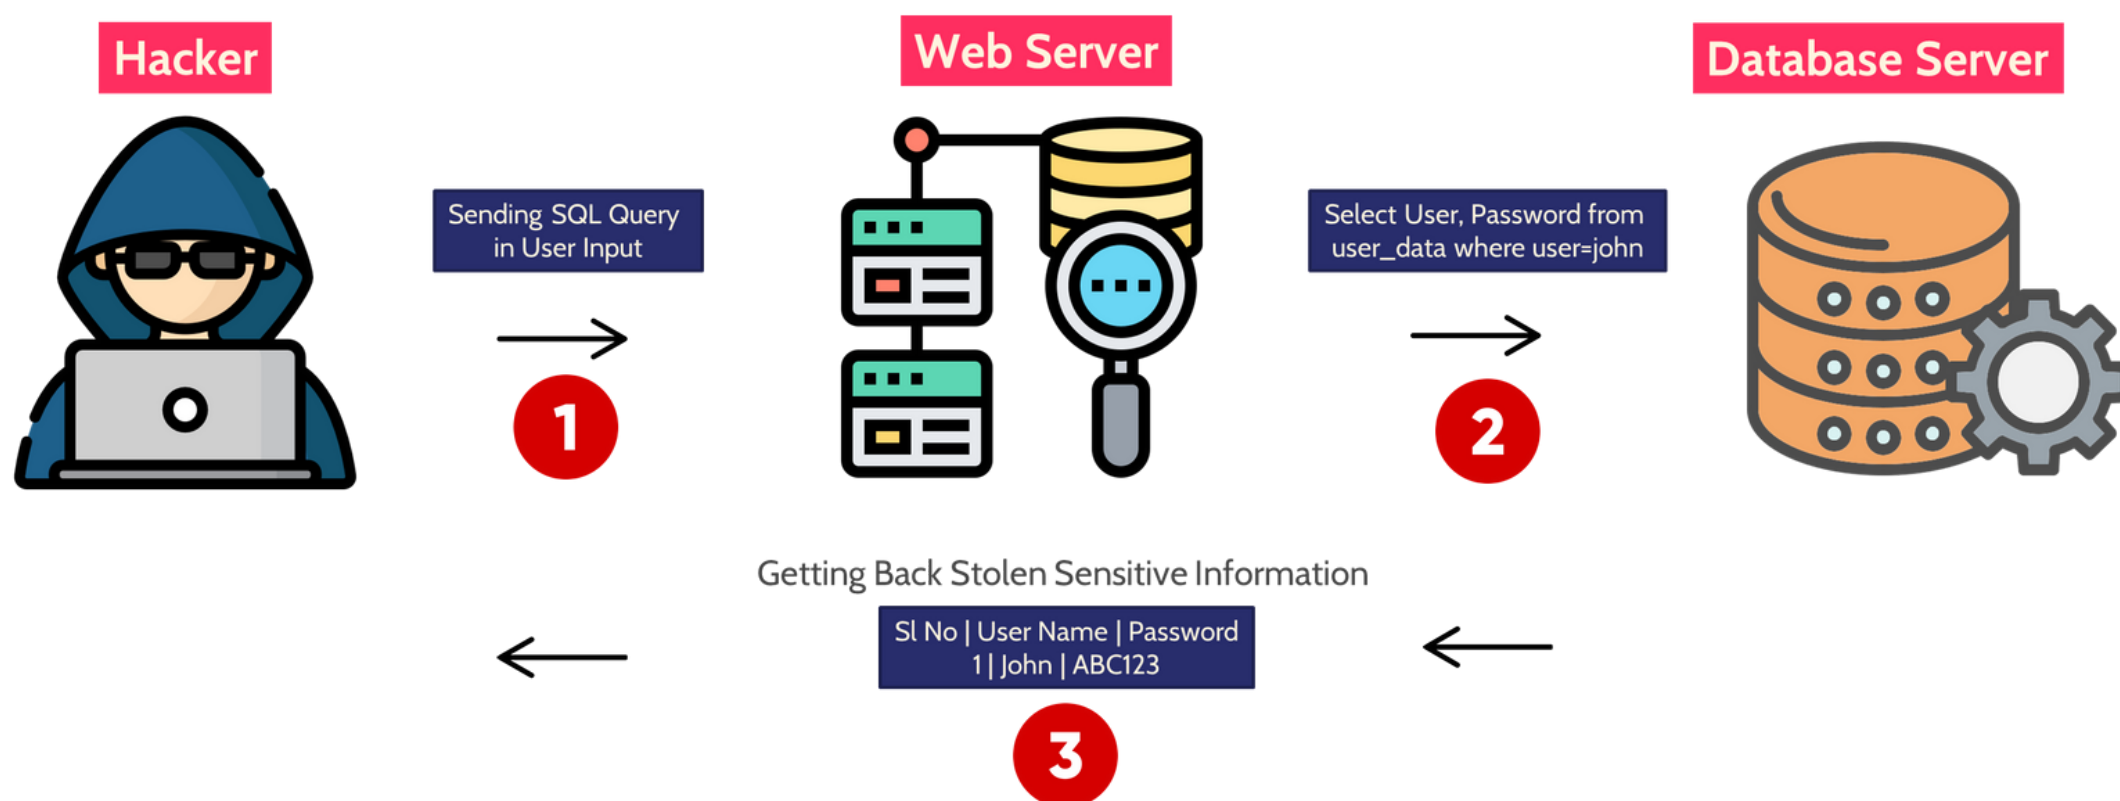 Hacker
Web Server
Database Server
Sending SQL Query
in User Input
Select User, Password from
user_data where user=john
1
2
Getting Back Stolen Sensitive Information
Sl No | User Name | Password
1 | John | ABC123
3